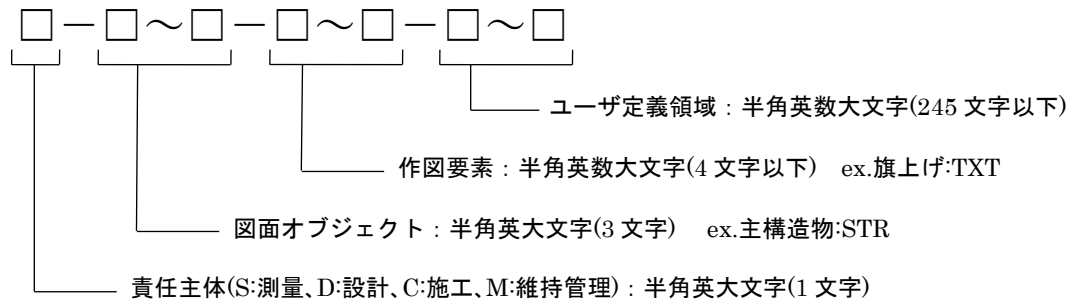 □－□～□－□～□－□～□
ユーザ定義領域：半角英数大文字(245文字以下)
作図要素：半角英数大文字(4文字以下)　ex.旗上げ:TXT
図面オブジェクト：半角英大文字(3文字)　ex.主構造物:STR
責任主体(S:測量、D:設計、C:施工、M:維持管理)：半角英大文字(1文字)